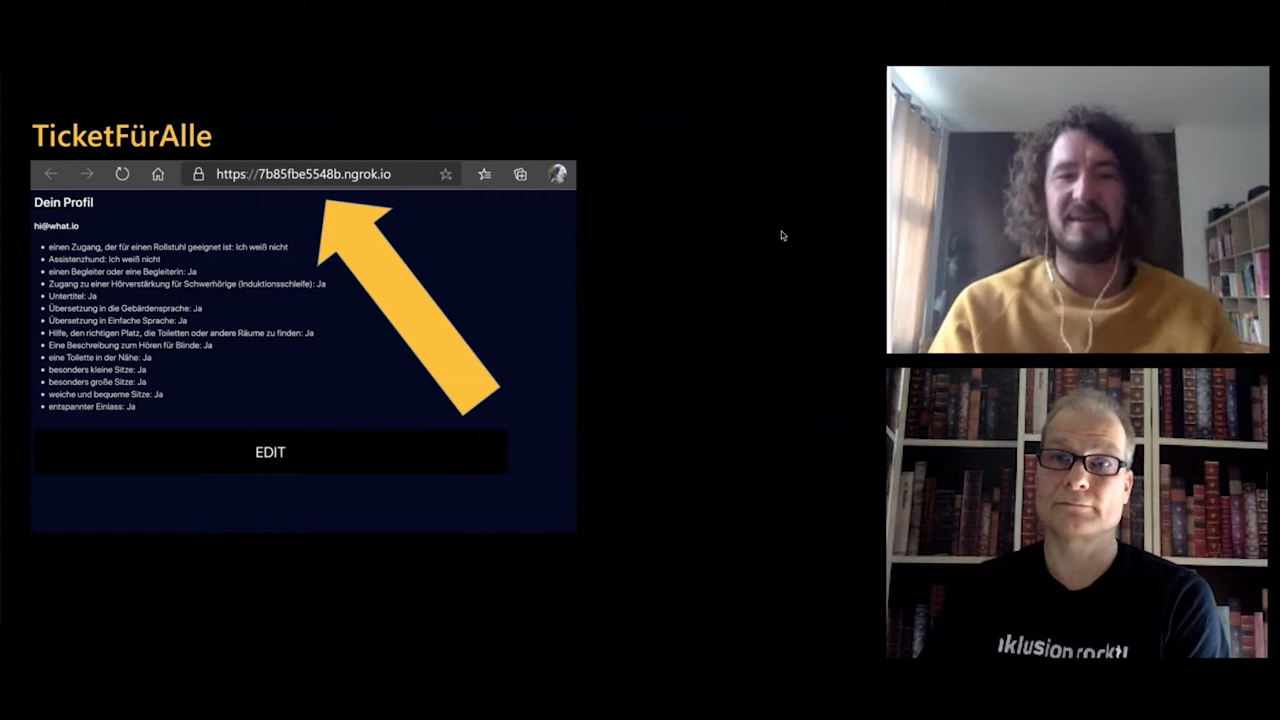 TicketFürAlle
https://7b85fbe5548b.ngrok.io
Dein Profil
hi@what.io
einen Zugang, der für einen Rollstuhl geeignet ist: Ich weiß nicht
Assistenzhund: Ich weiß nicht
einen Begleiter oder eine Begleiterin: Ja
Zugang zu einer Hörverstärkung für Schwerhörige (Induktionsschleife): Ja
Untertitel: Ja
Übersetzung in die Gebärdensprache: Ja
Übersetzung in Einfache Sprache: Ja
Hilfe, den richtigen Platz, die Toiletten oder andere Räume zu finden: Ja
Eine Beschreibung zum Hören für Blinde: Ja
eine Toilette in der Nähe: Ja
besonders kleine Sitze: Ja
besonders große Sitze: Ja
weiche und bequeme Sitze: Ja
entspannter Einlass: Ja
EDIT
nklusion rockt!